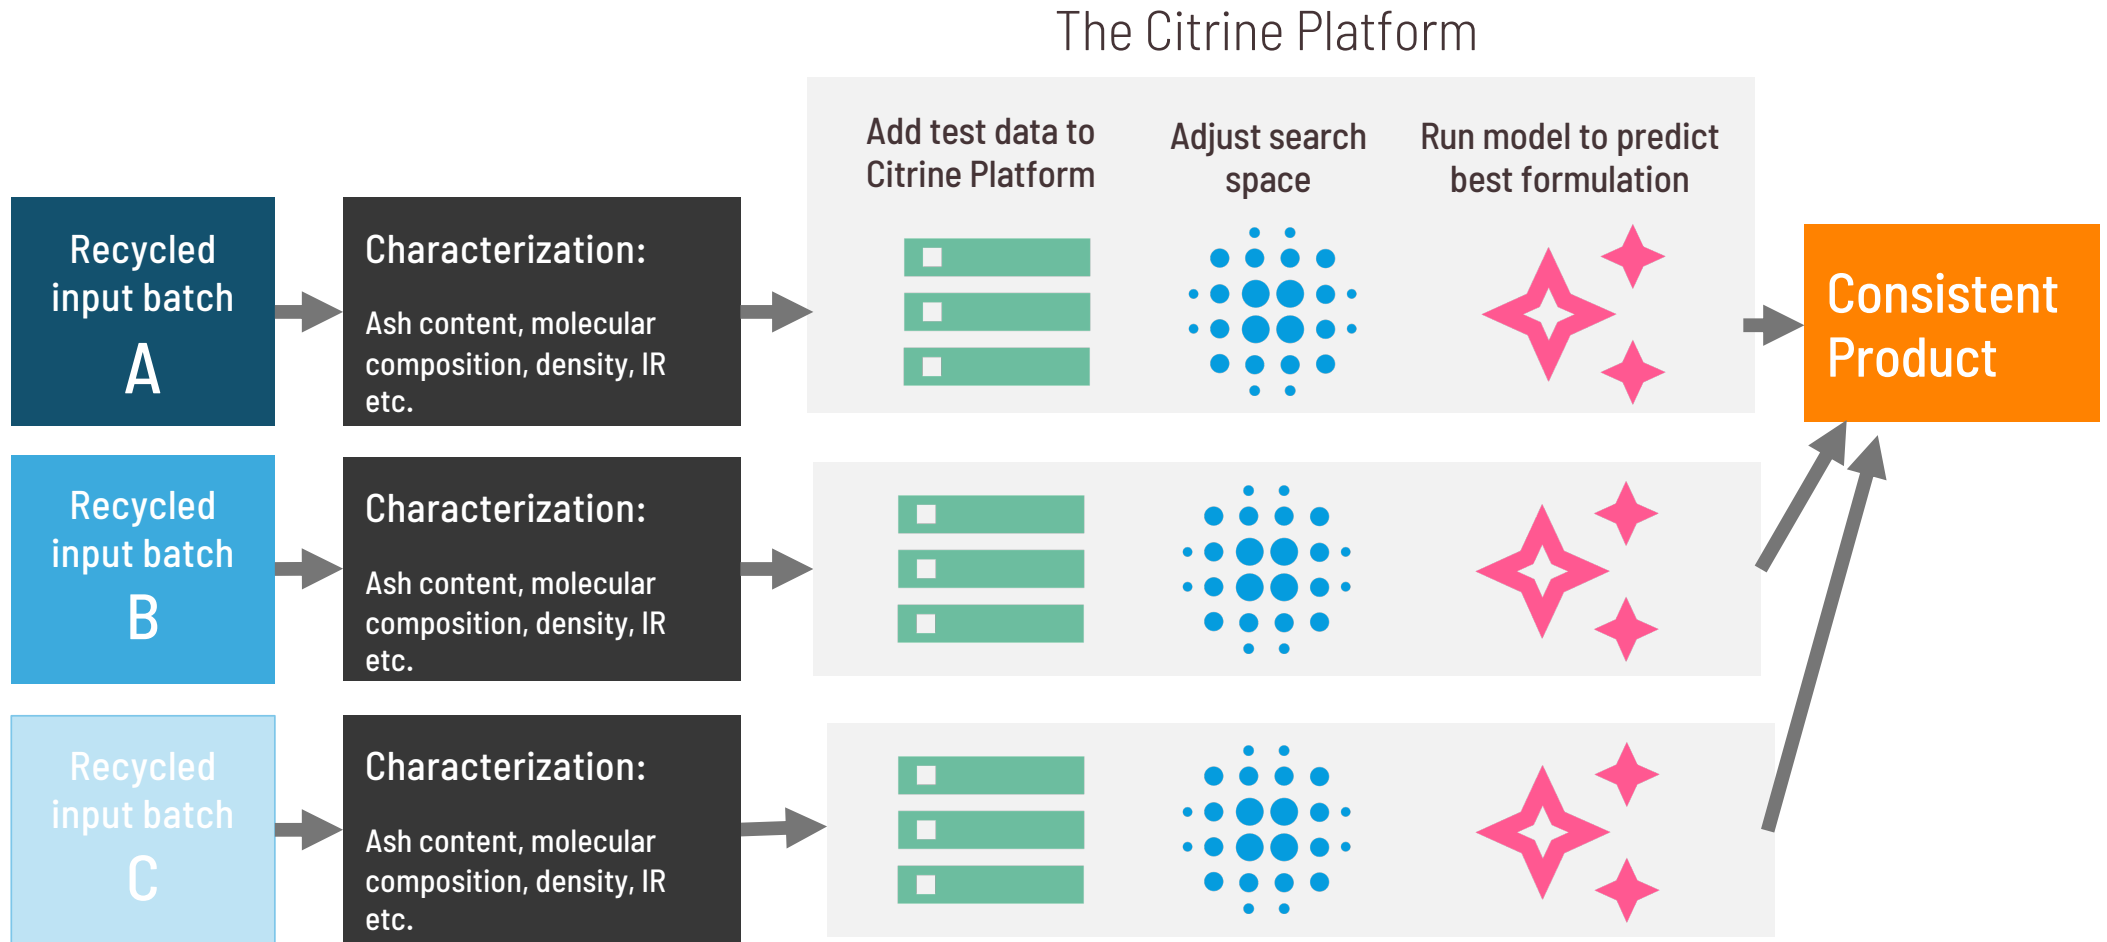 The Citrine Platform
Add test data to
Citrine Platform
Adjust search
space
Run model to predict
best formulation
Recycled
input batch
A
Characterization:
Ash content, molecular
composition, density, IR
etc.
Consistent
Product
Recycled
input batch
B
Characterization:
Ash content, molecular
composition, density, IR
etc.
Recycled
input batch
C
Characterization:
Ash content, molecular
composition, density, IR
etc.